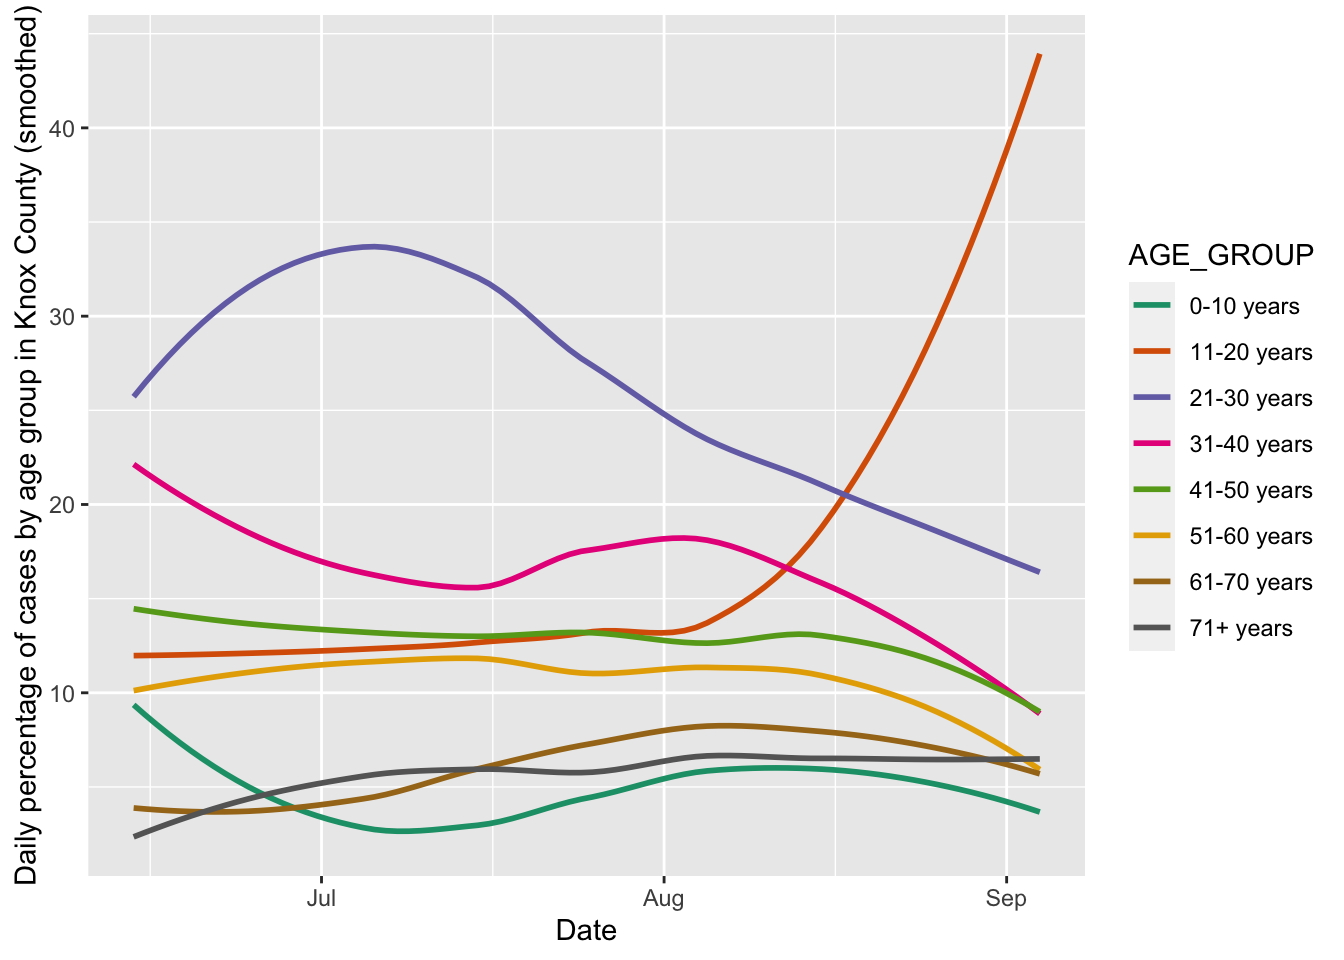 Daily percentage of cases by age group in Knox County (smoothed)
40
30
20
10
Jul
Aug
Sep
Date
AGE_GROUP
0-10 years
11-20 years
21-30 years
31-40 years
41-50 years
51-60 years
61-70 years
71+ years